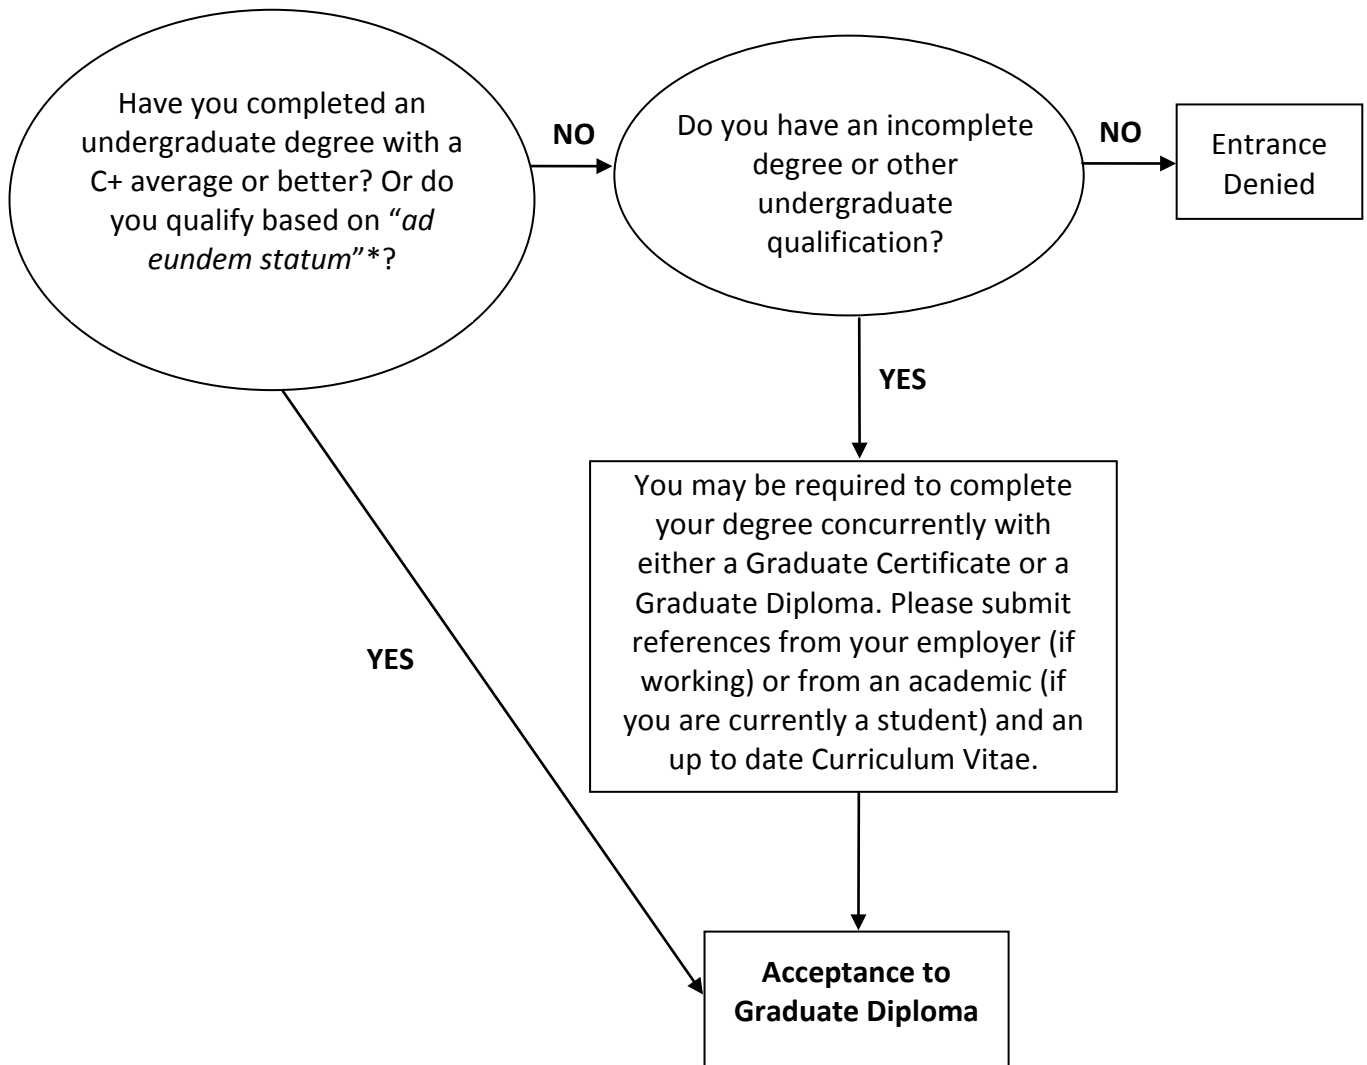 Have you completed an
undergraduate degree with a
C+ average or better? Or do
you qualify based on “ad
eundem statum”*?
NO
Do you have an incomplete
degree or other
undergraduate
qualification?
NO
Entrance
Denied
YES
You may be required to complete
your degree concurrently with
either a Graduate Certificate or a
Graduate Diploma. Please submit
references from your employer (if
working) or from an academic (if
you are currently a student) and an
up to date Curriculum Vitae.
YES
Acceptance to
Graduate Diploma